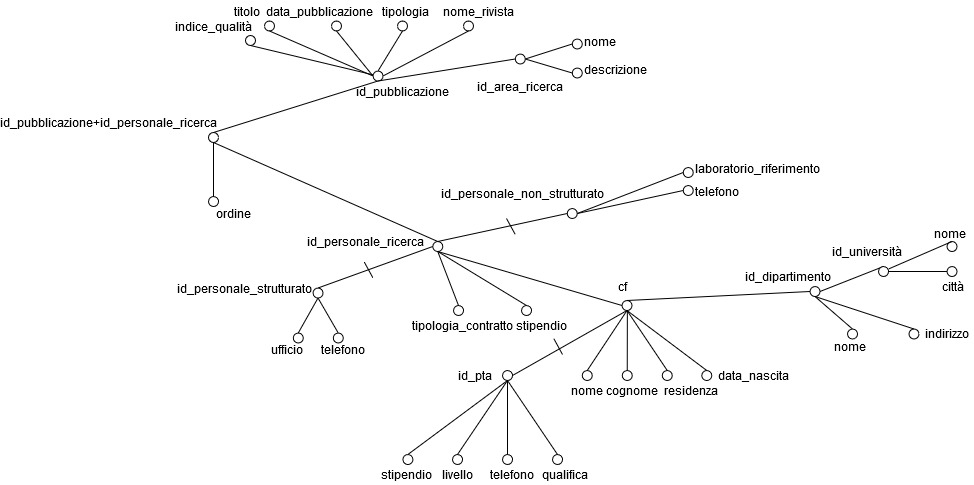 titolo data_pubblicazione tipologia nome_rivista
indice_qualità
nome
descrizione
id_pubblicazione
id_area_ricerca
id_pubblicazione+id_personale_ricerca
ordine
laboratorio_riferimento
id_personale_non_strutturato
telefono
id_personale_ricerca
nome
id_università
id_dipartimento
città
id_personale_strutturato
cf
tipologia_contratto stipendio
indirizzo
nome
ufficio telefono
id_pta
data_nascita
nome cognome residenza
stipendio livello telefono qualifica